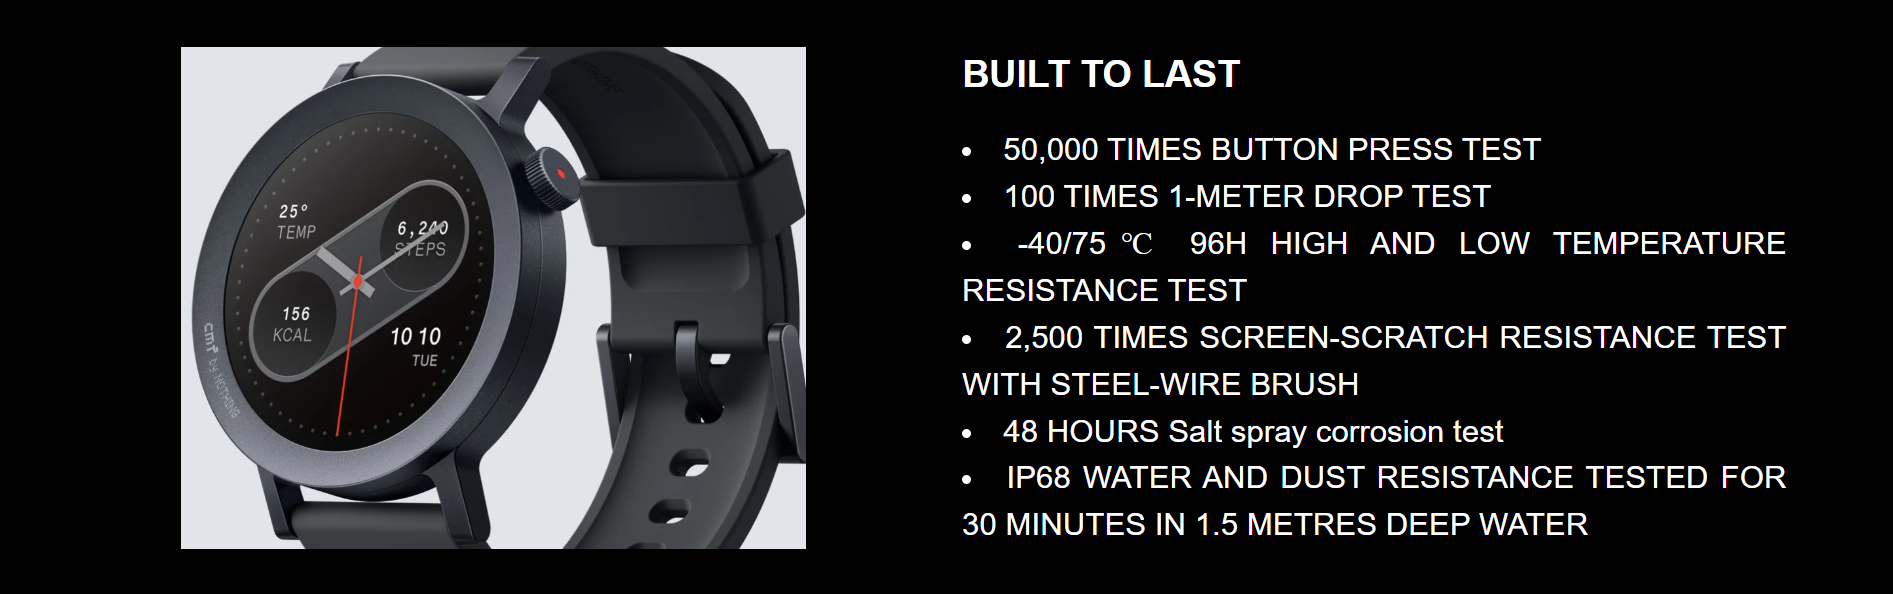 25°
TEMP
6,240
STEPS
156
KCAL
10 10
TUE
cmf by NOTHING
BUILT TO LAST
• 50,000 TIMES BUTTON PRESS TEST
• 100 TIMES 1-METER DROP TEST
• -40/75 ℃ 96H HIGH AND LOW TEMPERATURE
RESISTANCE TEST
• 2,500 TIMES SCREEN-SCRATCH RESISTANCE TEST
WITH STEEL-WIRE BRUSH
• 48 HOURS Salt spray corrosion test
• IP68 WATER AND DUST RESISTANCE TESTED FOR
30 MINUTES IN 1.5 METRES DEEP WATER